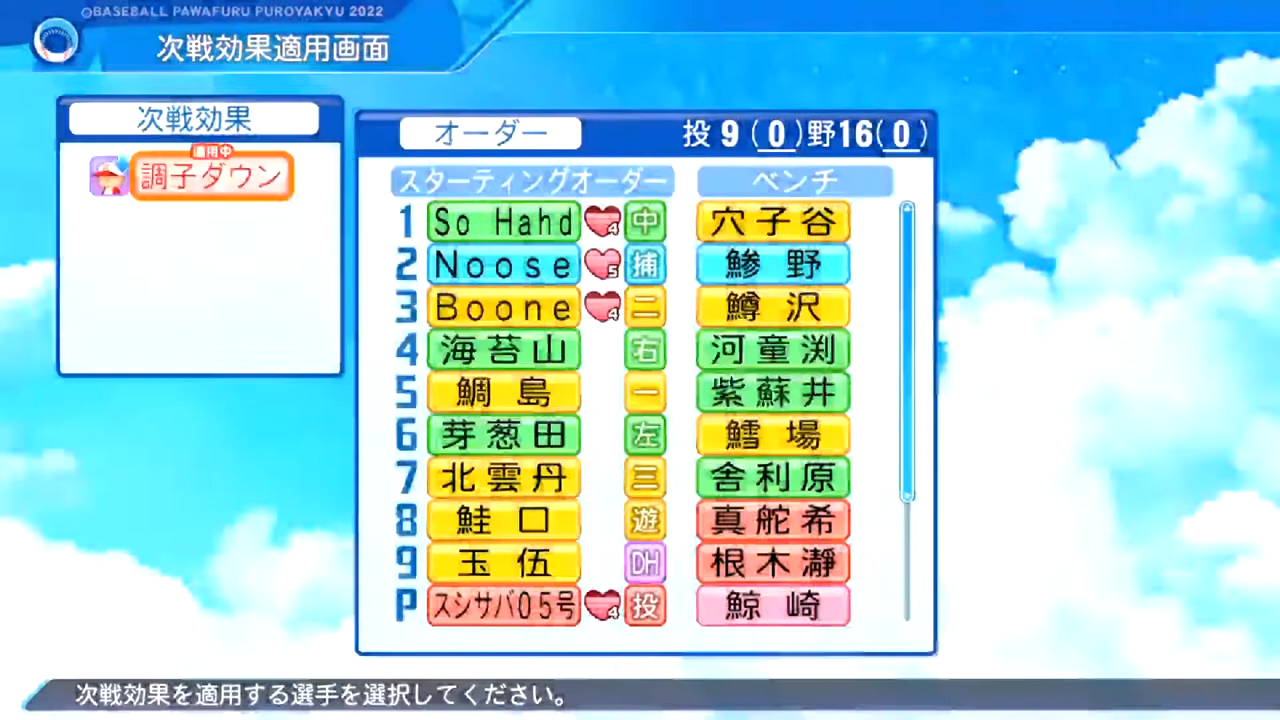 ©BASEBALL PAWAFURU PUROYAKYU 2022
次戦効果適用画面
次戦効果
適用中
調子ダウン
オーダー 投9(0)野16(0)
スターティングオーダー ベンチ
1 So Hahd 4 中 穴子谷
2 Noose 5 捕 鯵野
3 Boone 4 二 鱒沢
4 海苔山 右 河童渕
5 鯛島 一 紫蘇井
6 芽葱田 左 鱈場
7 北雲丹 三 舎利原
8 鮭口 遊 真舵希
9 玉伍 DH 根木瀞
P スシサバ05号 4 投 鯨崎
次戦効果を適用する選手を選択してください。